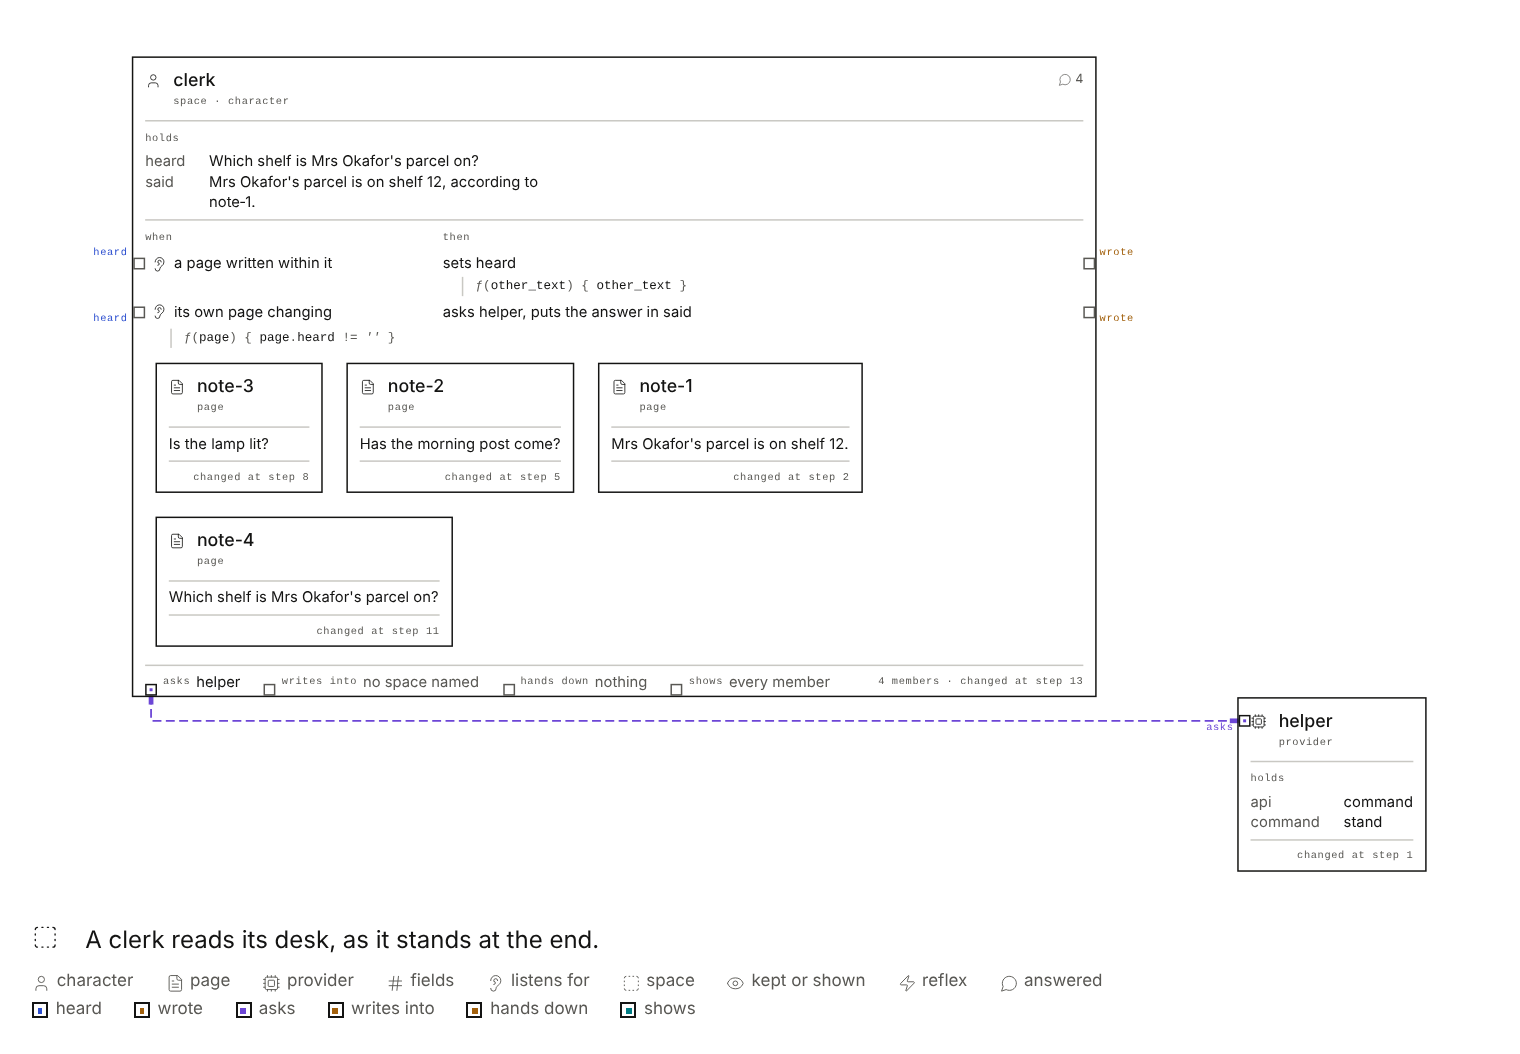 clerk
4
space · character
holds
heard Which shelf is Mrs Okafor's parcel on?
said Mrs Okafor's parcel is on shelf 12, according to
note-1.
when then
heard wrote
a page written within it sets heard
ƒ(other_text) { other_text }
its own page changing asks helper, puts the answer in said
heard wrote
ƒ(page) { page.heard != '' }
note-3 note-2 note-1
page page page
Is the lamp lit? Has the morning post come? Mrs Okafor's parcel is on shelf 12.
changed at step 8 changed at step 5 changed at step 2
note-4
page
Which shelf is Mrs Okafor's parcel on?
changed at step 11
asks helper writes into no space named hands down nothing shows every member 4 members · changed at step 13
asks
helper
provider
holds
api command
command stand
changed at step 1
A clerk reads its desk, as it stands at the end.
character page provider fields listens for space kept or shown reflex answered
heard wrote asks writes into hands down shows